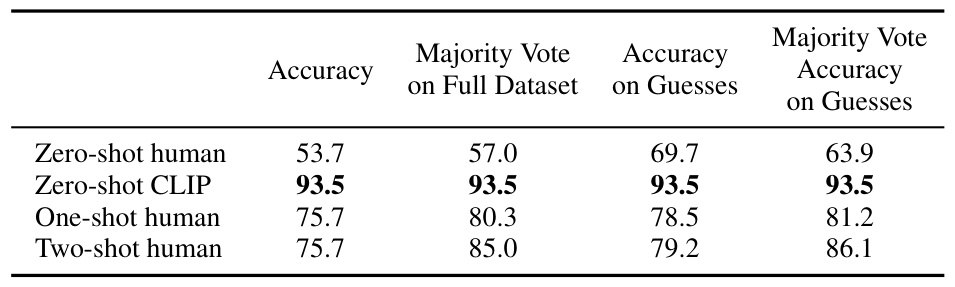 Accuracy | Majority Vote on Full Dataset | Accuracy on Guesses | Majority Vote Accuracy on Guesses
Zero-shot human 53.7 57.0 69.7 63.9
Zero-shot CLIP 93.5 93.5 93.5 93.5
One-shot human 75.7 80.3 78.5 81.2
Two-shot human 75.7 85.0 79.2 86.1